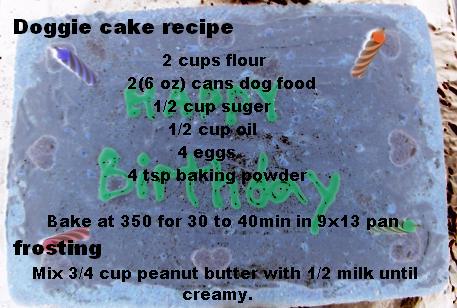 Doggie cake recipe
2 cups flour
2(6 oz) cans dog food
HAPPY
1/2 cup suger
1/2 cup oil
4 eggs
4 tsp baking powder
Birthday
Bake at 350 for 30 to 40min in 9x13 pan.
frosting
Mix 3/4 cup peanut butter with 1/2 milk until
creamy.